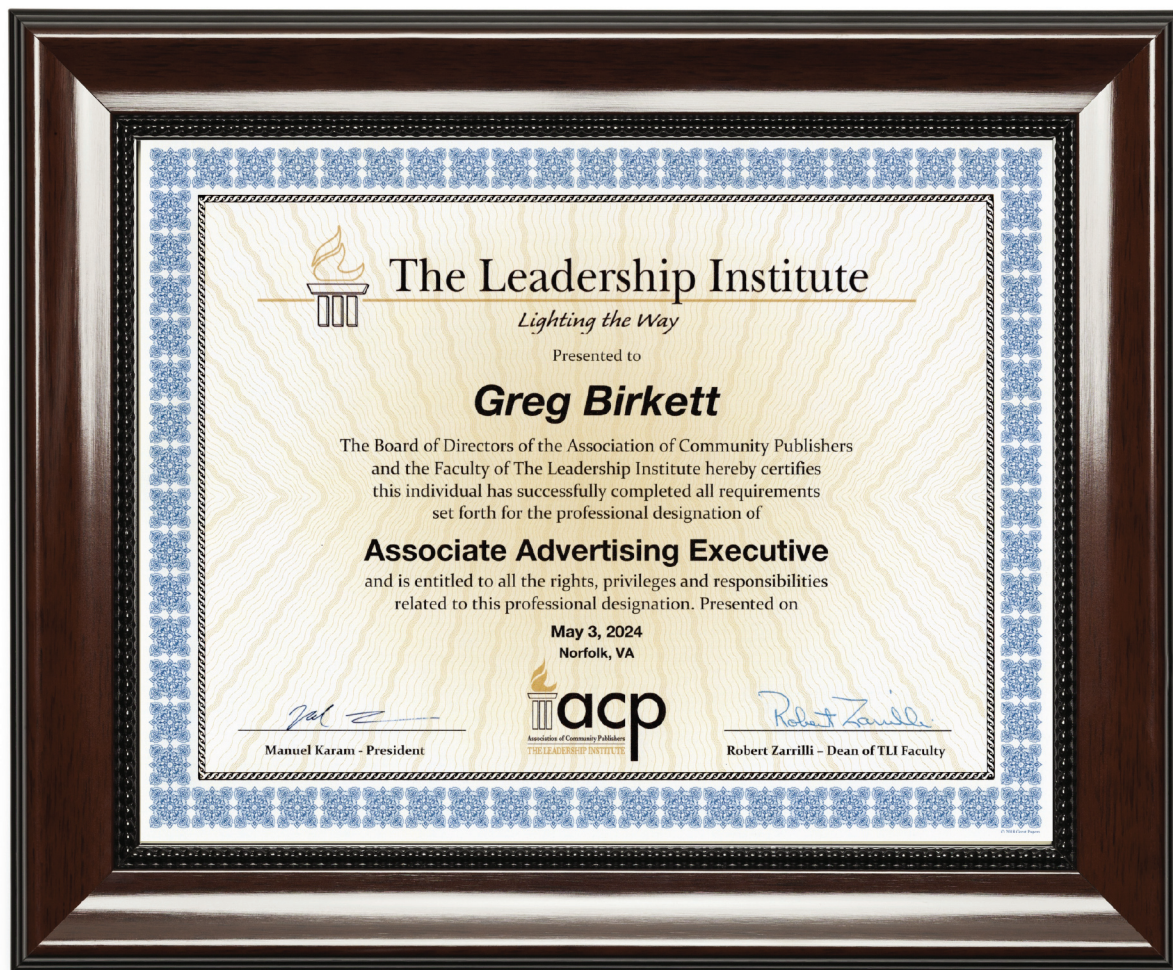 The Leadership Institute
Lighting the Way
Presented to
Greg Birkett
The Board of Directors of the Association of Community Publishers
and the Faculty of The Leadership Institute hereby certifies
this individual has successfully completed all requirements
set forth for the professional designation of
Associate Advertising Executive
and is entitled to all the rights, privileges and responsibilities
related to this professional designation. Presented on
May 3, 2024
Norfolk, VA
acp
Association of Community Publishers
THE LEADERSHIP INSTITUTE
Manuel Karam - President
Robert Zarrilli
Robert Zarrilli – Dean of TLI Faculty